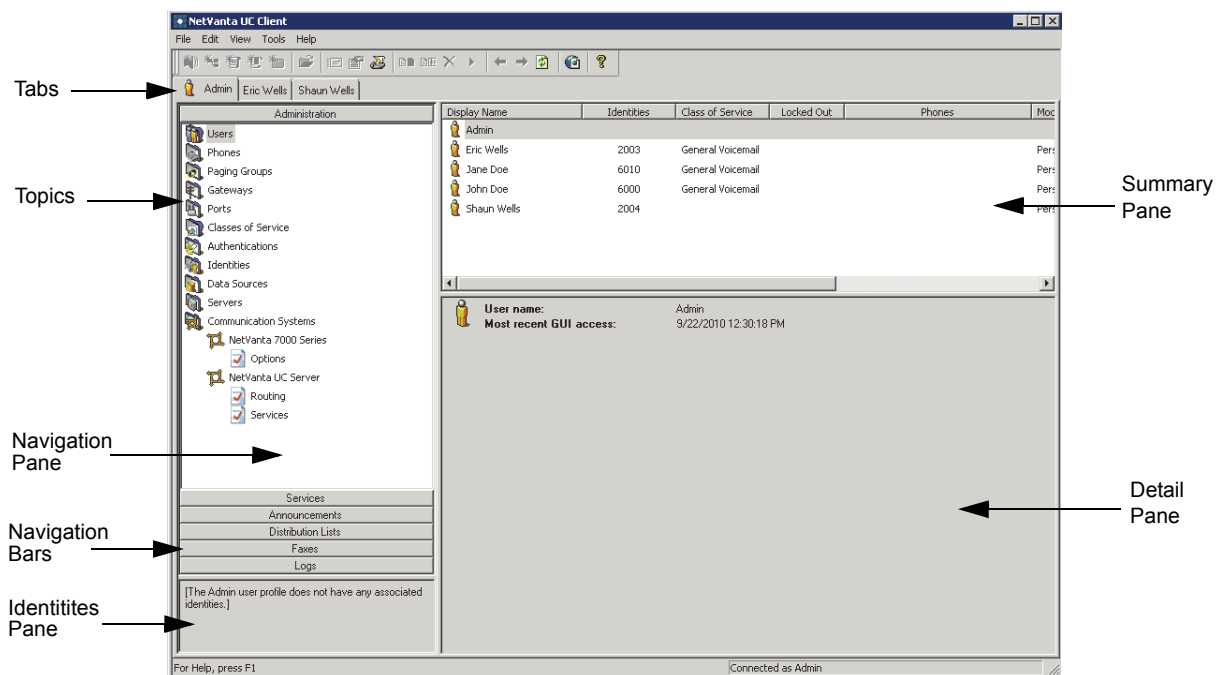 NetVanta UC Client
File Edit View Tools Help
Tabs
Admin Eric Wells Shaun Wells
Administration
Topics
Users
Phones
Paging Groups
Gateways
Ports
Classes of Service
Authentications
Identities
Data Sources
Servers
Communication Systems
NetVanta 7000 Series
Options
NetVanta UC Server
Routing
Services
Navigation
Pane
Services
Announcements
Distribution Lists
Faxes
Logs
Navigation
Bars
[The Admin user profile does not have any associated
identities.]
Identitites
Pane
Display Name Identities Class of Service Locked Out Phones Moc
Admin
Eric Wells 2003 General Voicemail Pers
Jane Doe 6010 General Voicemail Pers
John Doe 6000 General Voicemail Pers
Shaun Wells 2004 Pers
Summary
Pane
User name: Admin
Most recent GUI access: 9/22/2010 12:30:18 PM
Detail
Pane
For Help, press F1
Connected as Admin